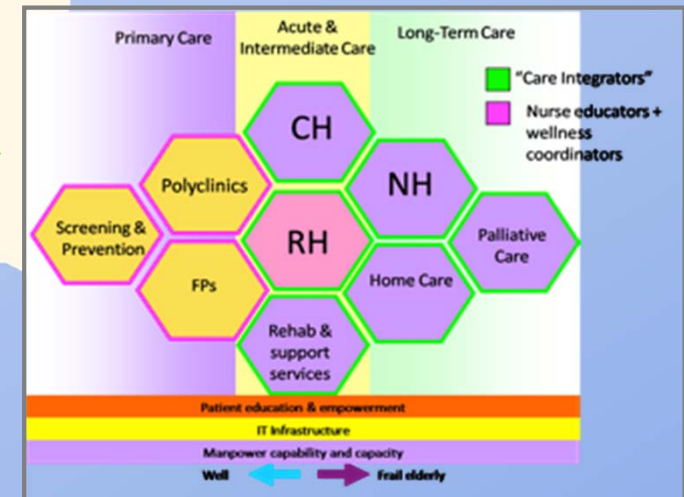 Primary Care
Acute &
Intermediate Care
Long-Term Care
"Care Integrators"
Nurse educators +
wellness
coordinators
CH
Polyclinics
NH
Screening &
Prevention
RH
Palliative
Care
FPs
Home Care
Rehab &
support
services
Patient education & empowerment
IT Infrastructure
Manpower capability and capacity
Well
Frail elderly